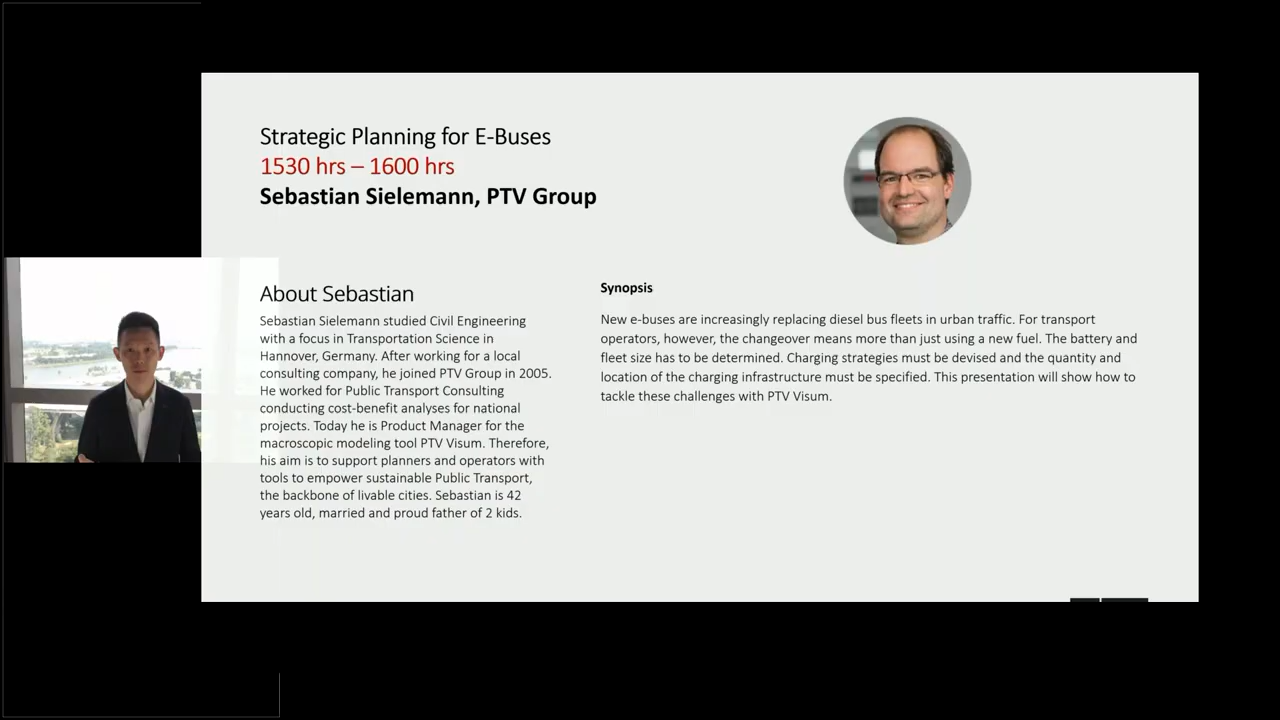 Strategic Planning for E-Buses
1530 hrs – 1600 hrs
Sebastian Sielemann, PTV Group
About Sebastian
Sebastian Sielemann studied Civil Engineering
with a focus in Transportation Science in
Hannover, Germany. After working for a local
consulting company, he joined PTV Group in 2005.
He worked for Public Transport Consulting
conducting cost-benefit analyses for national
projects. Today he is Product Manager for the
macroscopic modeling tool PTV Visum. Therefore,
his aim is to support planners and operators with
tools to empower sustainable Public Transport,
the backbone of livable cities. Sebastian is 42
years old, married and proud father of 2 kids.
Synopsis
New e-buses are increasingly replacing diesel bus fleets in urban traffic. For transport
operators, however, the changeover means more than just using a new fuel. The battery and
fleet size has to be determined. Charging strategies must be devised and the quantity and
location of the charging infrastructure must be specified. This presentation will show how to
tackle these challenges with PTV Visum.